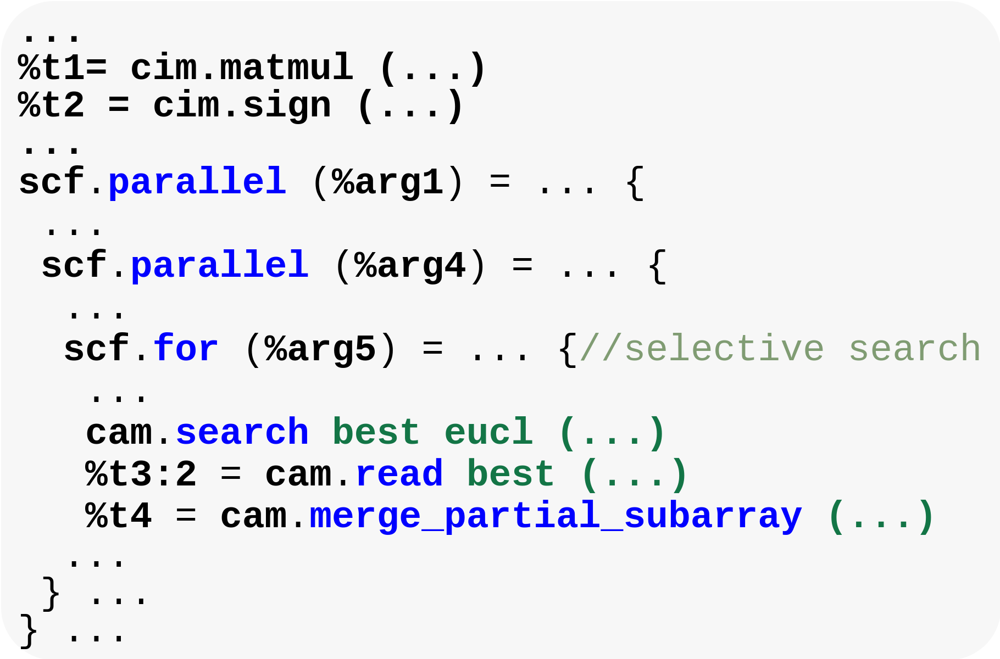 ...
%t1= cim.matmul (...)
%t2 = cim.sign (...)
...
scf.parallel (%arg1) = ... {
 ...
 scf.parallel (%arg4) = ... {
  ...
  scf.for (%arg5) = ... {//selective search
   ...
   cam.search best eucl (...)
   %t3:2 = cam.read best (...)
   %t4 = cam.merge_partial_subarray (...)
  ...
 } ...
} ...